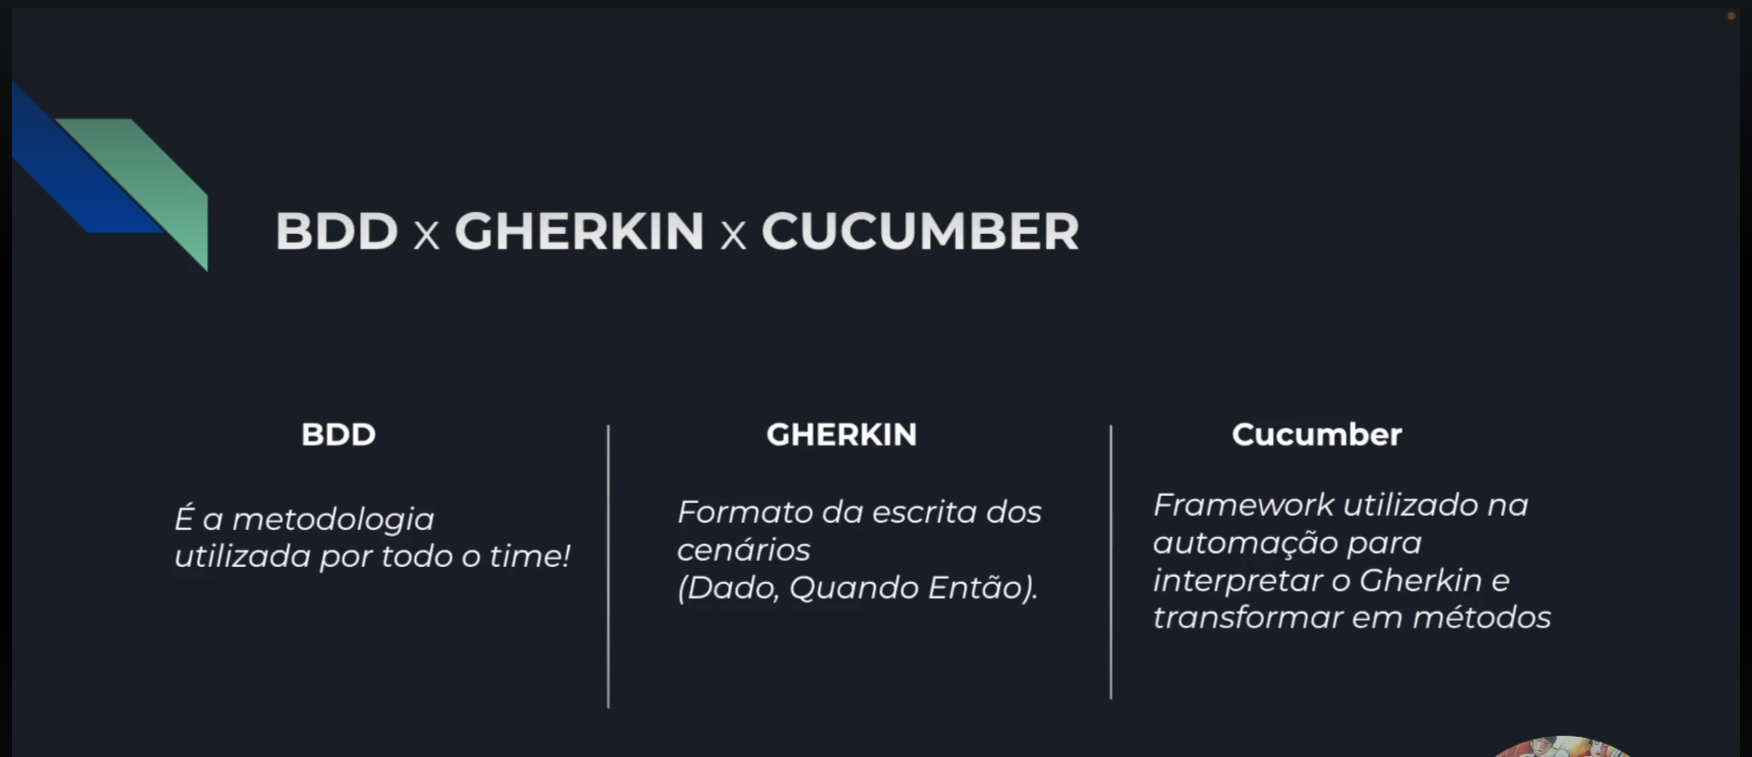 BDD x GHERKIN x CUCUMBER
BDD
É a metodologia
utilizada por todo o time!
GHERKIN
Formato da escrita dos
cenários
(Dado, Quando Então).
Cucumber
Framework utilizado na
automação para
interpretar o Gherkin e
transformar em métodos